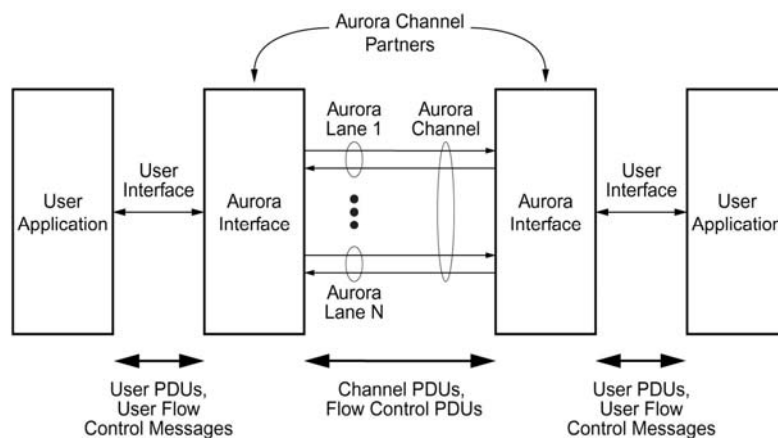 Aurora Channel
Partners
Aurora
Lane 1
Aurora
Channel
User
Interface
User
Interface
User
Application
Aurora
Interface
Aurora
Interface
User
Application
Aurora
Lane N
User PDUs,
User Flow
Control Messages
Channel PDUs,
Flow Control PDUs
User PDUs,
User Flow
Control Messages